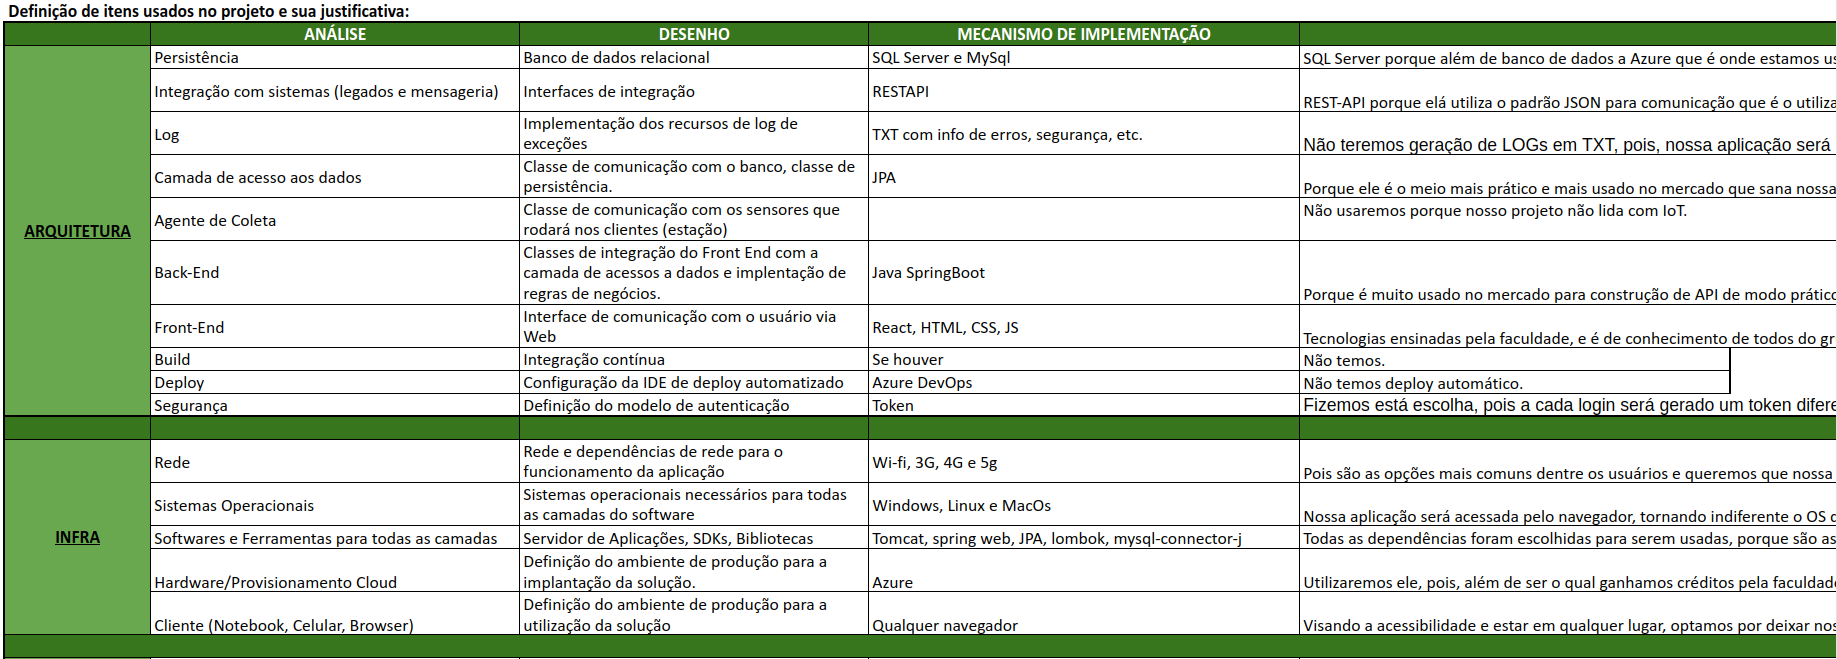 Definição de itens usados no projeto e sua justificativa:
ANÁLISE DESENHO MECANISMO DE IMPLEMENTAÇÃO
ARQUITETURA
Persistência Banco de dados relacional SQL Server e MySql SQL Server porque além de banco de dados a Azure que é onde estamos us
Integração com sistemas (legados e mensageria) Interfaces de integração RESTAPI REST-API porque elá utiliza o padrão JSON para comunicação que é o utiliza
Log Implementação dos recursos de log de
exceções TXT com info de erros, segurança, etc. Não teremos geração de LOGs em TXT, pois, nossa aplicação será
Camada de acesso aos dados Classe de comunicação com o banco, classe de
persistência. JPA Porque ele é o meio mais prático e mais usado no mercado que sana nossa
Agente de Coleta Classe de comunicação com os sensores que
rodará nos clientes (estação) Não usaremos porque nosso projeto não lida com IoT.
Back-End Classes de integração do Front End com a
camada de acessos a dados e implentação de
regras de negócios. Java SpringBoot Porque é muito usado no mercado para construção de API de modo prático
Front-End Interface de comunicação com o usuário via
Web React, HTML, CSS, JS Tecnologias ensinadas pela faculdade, e é de conhecimento de todos do gr
Build Integração contínua Se houver Não temos.
Deploy Configuração da IDE de deploy automatizado Azure DevOps Não temos deploy automático.
Segurança Definição do modelo de autenticação Token Fizemos está escolha, pois a cada login será gerado um token difere
INFRA
Rede Rede e dependências de rede para o
funcionamento da aplicação Wi-fi, 3G, 4G e 5g Pois são as opções mais comuns dentre os usuários e queremos que nossa
Sistemas Operacionais Sistemas operacionais necessários para todas
as camadas do software Windows, Linux e MacOs Nossa aplicação será acessada pelo navegador, tornando indiferente o OS d
Softwares e Ferramentas para todas as camadas Servidor de Aplicações, SDKs, Bibliotecas Tomcat, spring web, JPA, lombok, mysql-connector-j Todas as dependências foram escolhidas para serem usadas, porque são as
Hardware/Provisionamento Cloud Definição do ambiente de produção para a
implantação da solução. Azure Utilizaremos ele, pois, além de ser o qual ganhamos créditos pela faculdade
Cliente (Notebook, Celular, Browser) Definição do ambiente de produção para a
utilização da solução Qualquer navegador Visando a acessibilidade e estar em qualquer lugar, optamos por deixar nos